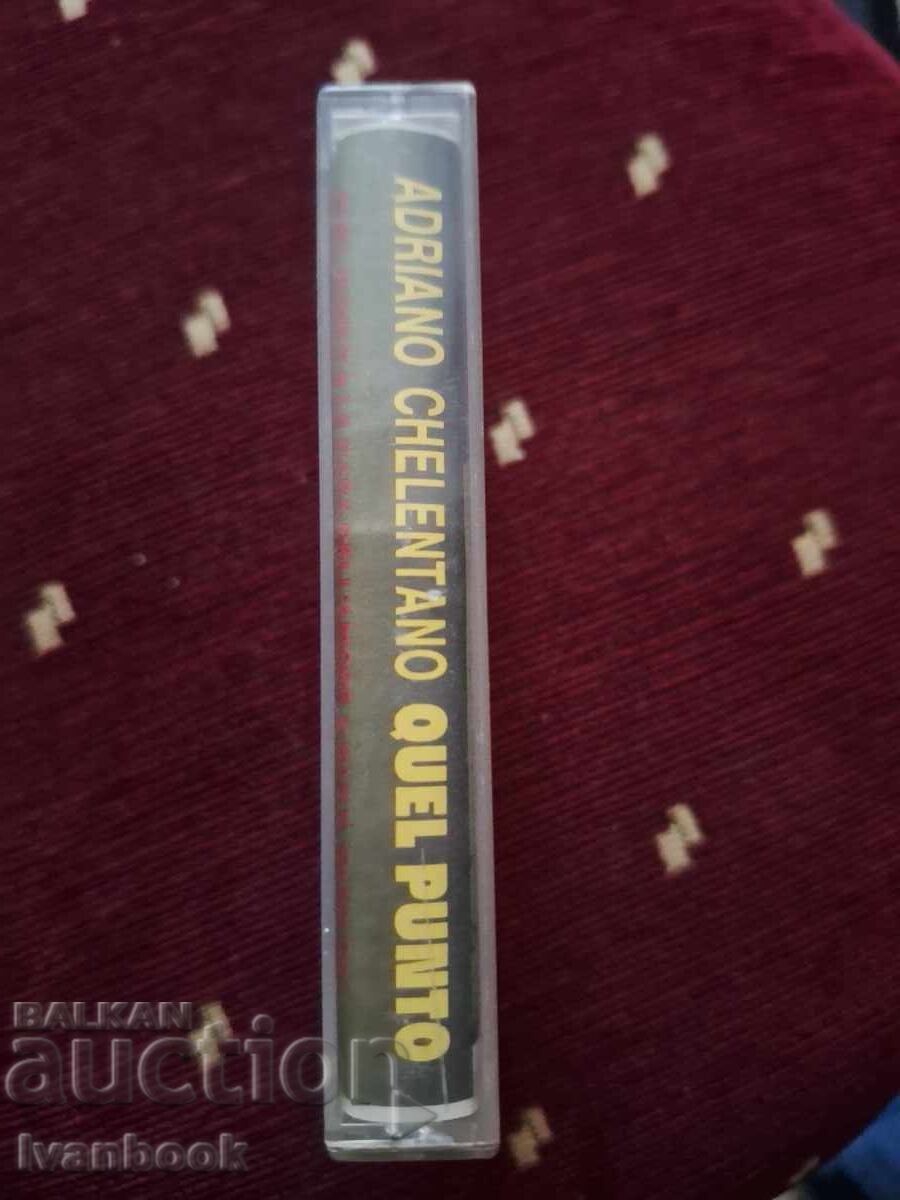 ADRIANO CHELENTANO QUEL PUNTO
BALKAN
auction
Ivanbook